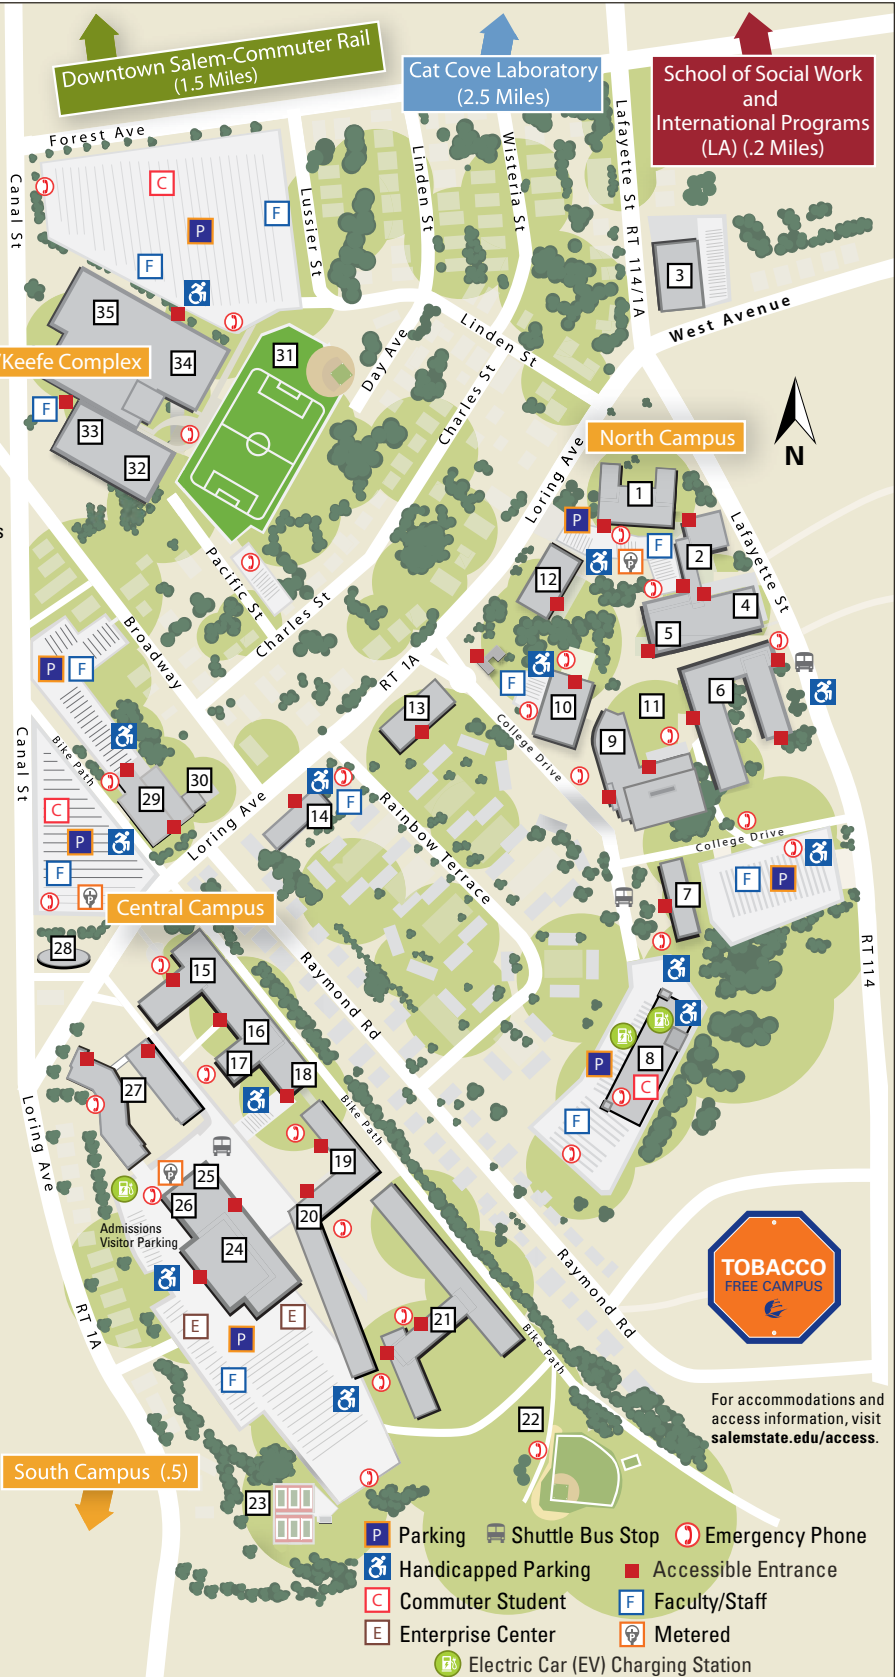 Downtown Salem-Commuter Rail
(1.5 Miles)
Cat Cove Laboratory
(2.5 Miles)
School of Social Work
and
International Programs
(LA) (.2 Miles)
Forest Ave
Canal St
Lussier St
Linden St
Wisteria St
Lafayette St RT 114/1A
C
F
P
F
3
West Avenue
35
34
31
Day Ave
Linden St
Charles St
/Keefe Complex
F
33
32
North Campus
N
Loring Ave
1
P
F
P
2
Lafayette St
12
4
5
s
Pacific St
Charles St
Broadway
RT 1A
P
F
F
10
11
6
9
College Drive
13
Canal St
Bike Path
29
30
C
P
F
P
14
F
Loring Ave
Rainbow Terrace
College Drive
7
F
P
RT 114
Central Campus
28
15
Raymond Rd
16
17
18
P
8
C
F
27
Loring Ave
Bike Path
19
25
P
26
Admissions
Visitor Parking
20
24
E
E
P
F
21
RT 1A
Raymond Rd
Bike Path
TOBACCO
FREE CAMPUS
For accommodations and
access information, visit
salemstate.edu/access.
22
South Campus (.5)
23
P Parking
Shuttle Bus Stop
Emergency Phone
Handicapped Parking
Accessible Entrance
C Commuter Student
F Faculty/Staff
E Enterprise Center
P Metered
Electric Car (EV) Charging Station